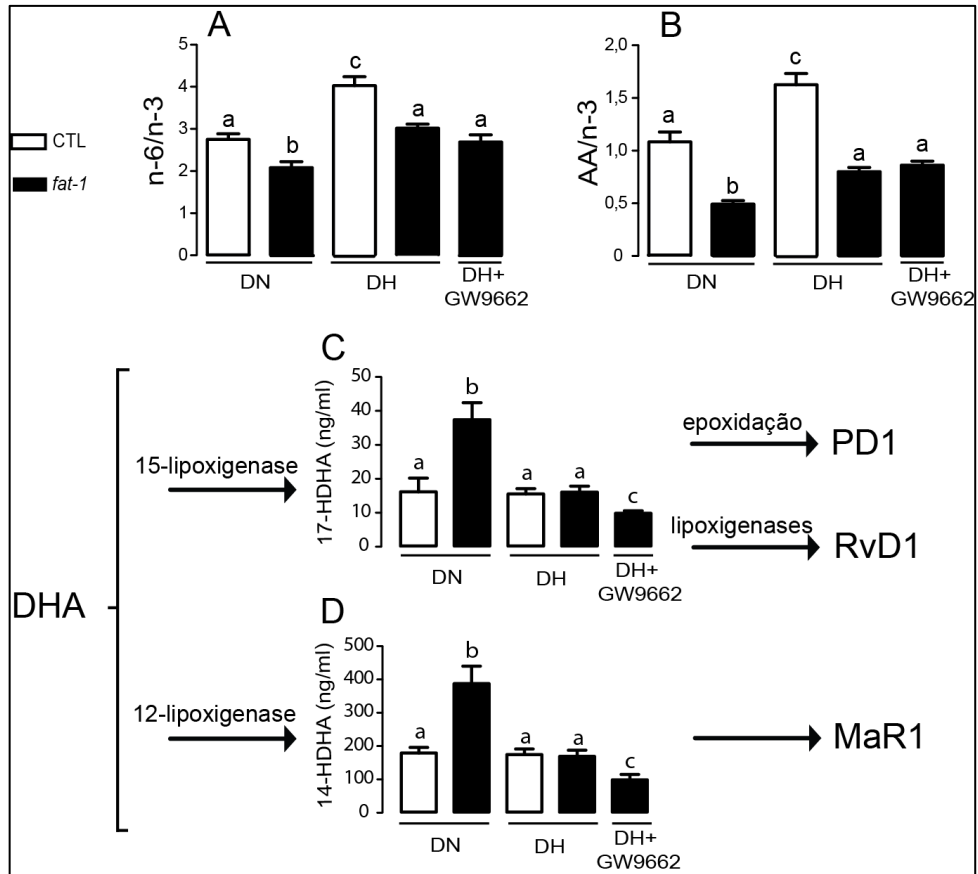 A
n-6/n-3
5
4
3
2
1
0
a
b
c
a
a
DN
DH
DH+
GW9662
B
AA/n-3
2,0
1,5
1,0
0,5
0
a
b
c
a
a
DN
DH
DH+
GW9662
CTL
fat-1
DHA
15-lipoxigenase
C
17-HDHA (ng/ml)
50
40
30
20
10
0
a
b
a
a
c
DN
DH
DH+
GW9662
epoxidação
PD1
lipoxigenases
RvD1
12-lipoxigenase
D
14-HDHA (ng/ml)
500
400
300
200
100
0
a
b
a
a
c
DN
DH
DH+
GW9662
MaR1